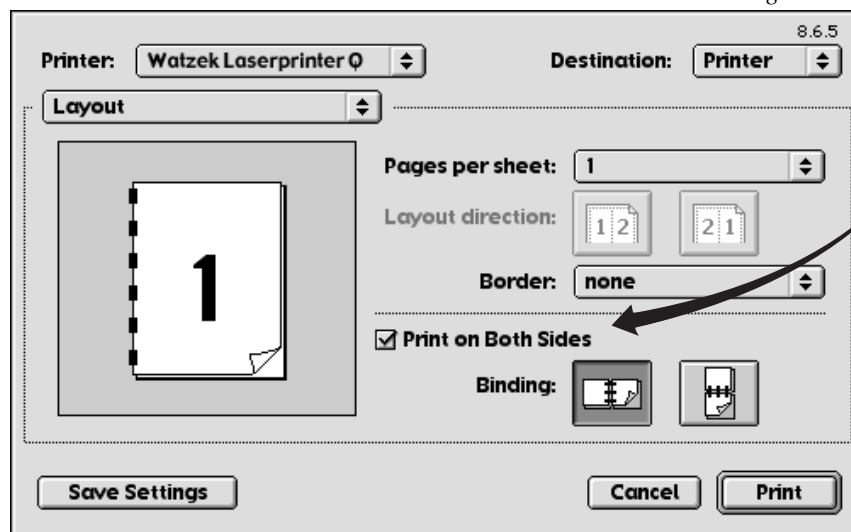 8.6.5
Printer: Watzek Laserprinter Q Destination: Printer
Layout
Pages per sheet: 1
Layout direction: 1 2 2 1
1
Border: none
Print on Both Sides
Binding:
Save Settings Cancel Print